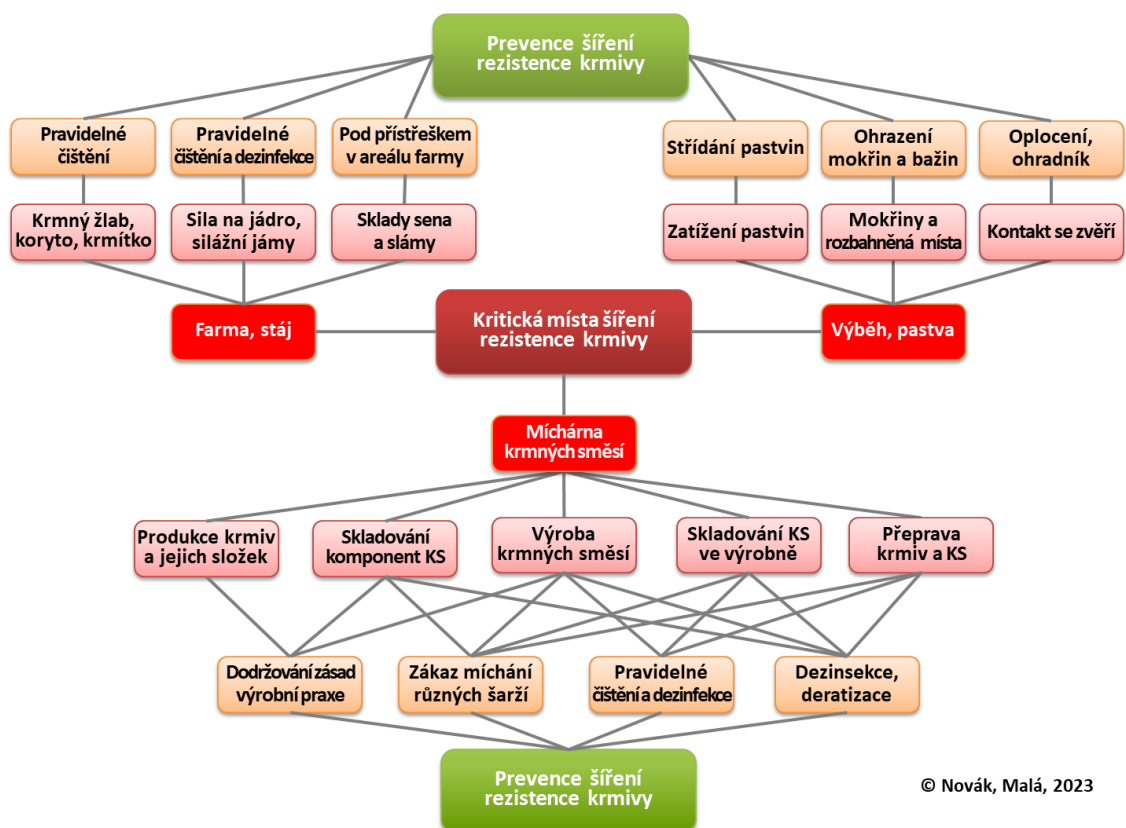 Prevence šíření
rezistence krmivy
Pravidelné
čištění
Pravidelné
čištění a dezinfekce
Pod přístřeškem
v areálu farmy
Střídání pastvin
Ohrazení
mokřin a bažin
Oplocení,
ohradník
Krmný žlab,
koryto, krmítko
Sila na jádro,
silážní jámy
Sklady sena
a slámy
Zatížení pastvin
Mokřiny a
rozbahněná místa
Kontakt se zvěří
Farma, stáj
Kritická místa šíření
rezistence krmivy
Výběh, pastva
Míchárna
krmných směsí
Produkce krmiv
a jejich složek
Skladování
komponent KS
Výroba
krmných směsí
Skladování KS
ve výrobně
Přeprava
krmiv a KS
Dodržování zásad
výrobní praxe
Zákaz míchání
různých šarží
Pravidelné
čištění a dezinfekce
Dezinsekce,
deratizace
Prevence šíření
rezistence krmivy
© Novák, Malá, 2023